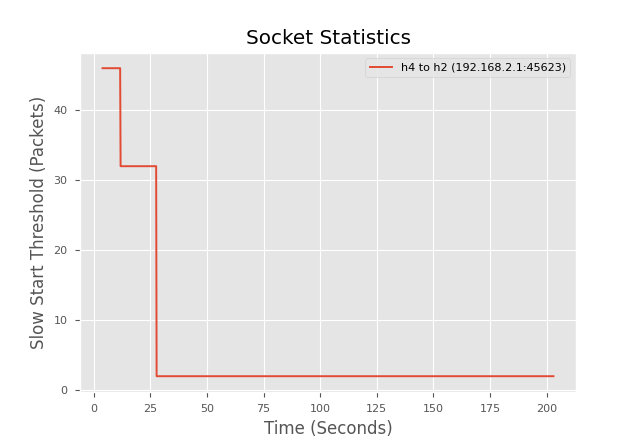 Socket Statistics
h4 to h2 (192.168.2.1:45623)
Slow Start Threshold (Packets)
40
30
20
10
0
0 25 50 75 100 125 150 175 200
Time (Seconds)